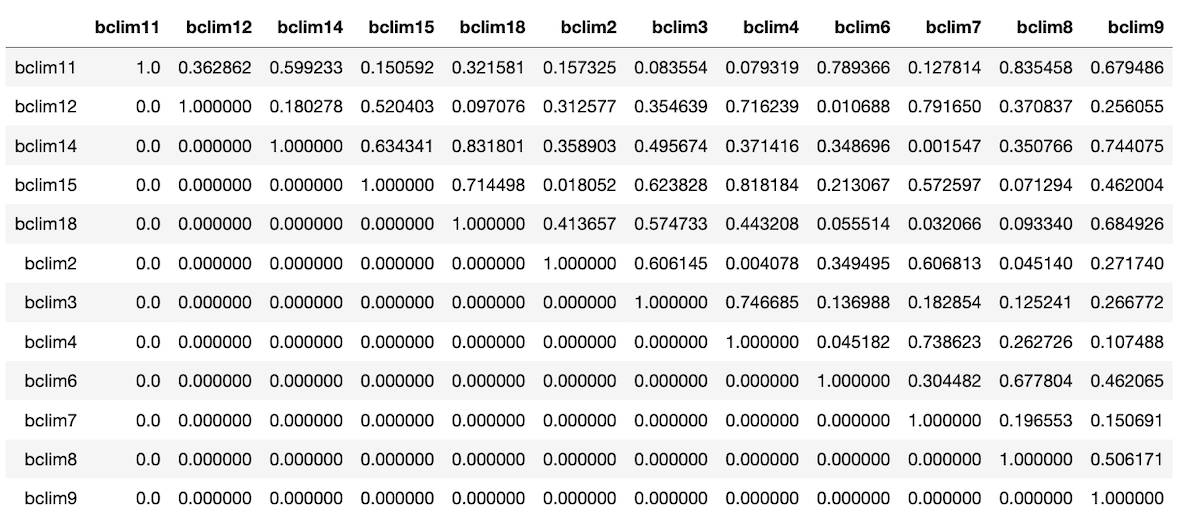 bclim11 bclim12 bclim14 bclim15 bclim18 bclim2 bclim3 bclim4 bclim6 bclim7 bclim8 bclim9
bclim11 1.0 0.362862 0.599233 0.150592 0.321581 0.157325 0.083554 0.079319 0.789366 0.127814 0.835458 0.679486
bclim12 0.0 1.000000 0.180278 0.520403 0.097076 0.312577 0.354639 0.716239 0.010688 0.791650 0.370837 0.256055
bclim14 0.0 0.000000 1.000000 0.634341 0.831801 0.358903 0.495674 0.371416 0.348696 0.001547 0.350766 0.744075
bclim15 0.0 0.000000 0.000000 1.000000 0.714498 0.018052 0.623828 0.818184 0.213067 0.572597 0.071294 0.462004
bclim18 0.0 0.000000 0.000000 0.000000 1.000000 0.413657 0.574733 0.443208 0.055514 0.032066 0.093340 0.684926
bclim2 0.0 0.000000 0.000000 0.000000 0.000000 1.000000 0.606145 0.004078 0.349495 0.606813 0.045140 0.271740
bclim3 0.0 0.000000 0.000000 0.000000 0.000000 0.000000 1.000000 0.746685 0.136988 0.182854 0.125241 0.266772
bclim4 0.0 0.000000 0.000000 0.000000 0.000000 0.000000 0.000000 1.000000 0.045182 0.738623 0.262726 0.107488
bclim6 0.0 0.000000 0.000000 0.000000 0.000000 0.000000 0.000000 0.000000 1.000000 0.304482 0.677804 0.462065
bclim7 0.0 0.000000 0.000000 0.000000 0.000000 0.000000 0.000000 0.000000 0.000000 1.000000 0.196553 0.150691
bclim8 0.0 0.000000 0.000000 0.000000 0.000000 0.000000 0.000000 0.000000 0.000000 0.000000 1.000000 0.506171
bclim9 0.0 0.000000 0.000000 0.000000 0.000000 0.000000 0.000000 0.000000 0.000000 0.000000 0.000000 1.000000